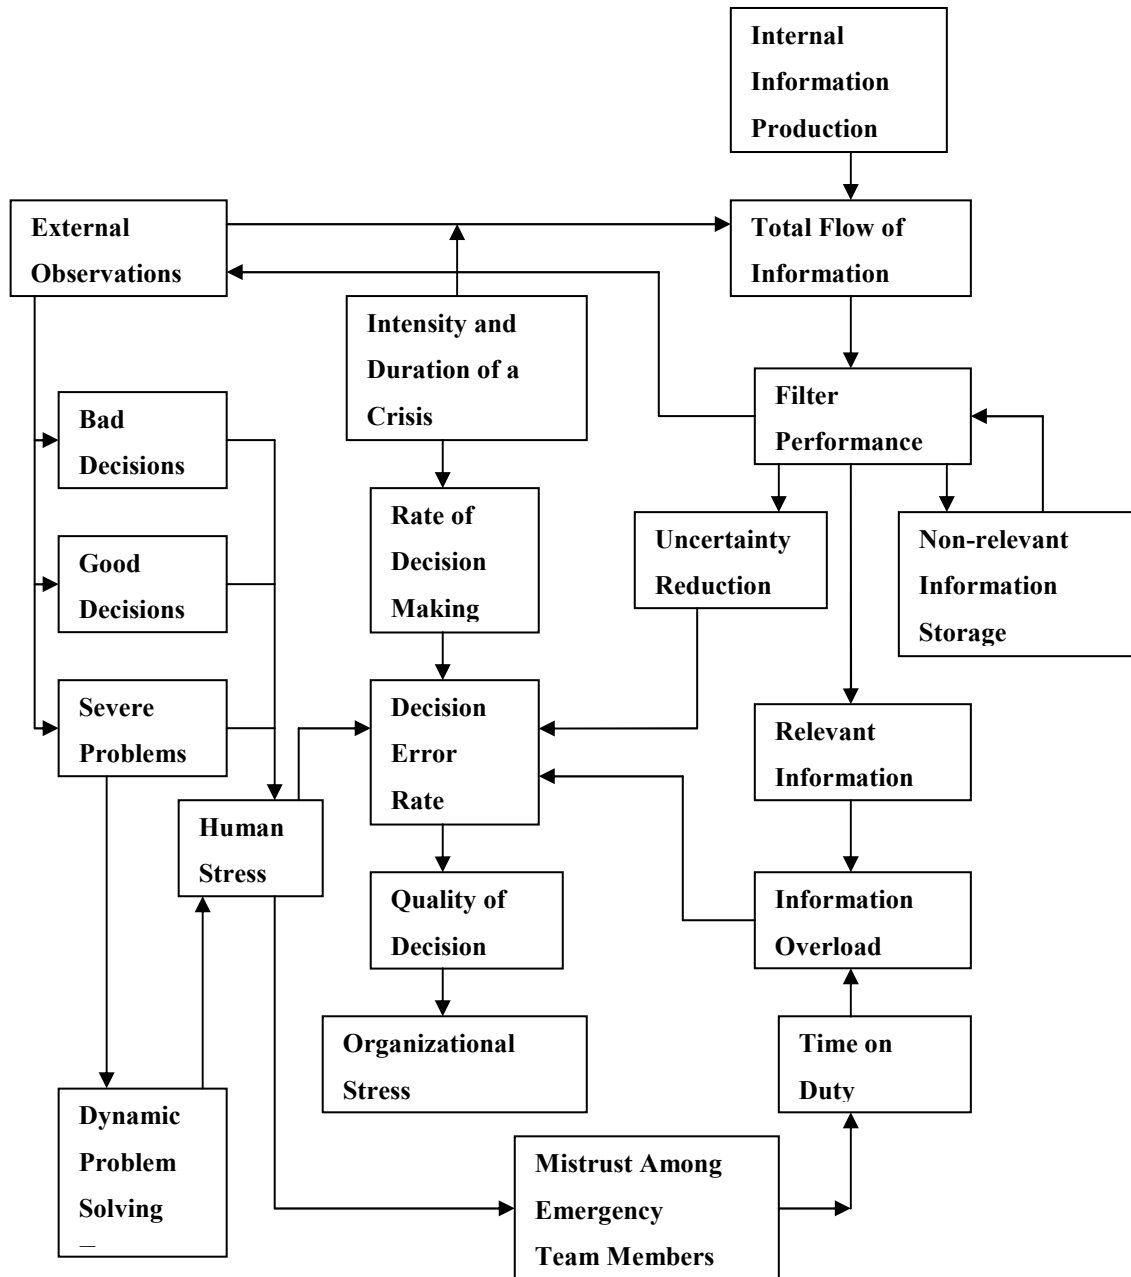 Internal
Information
Production
External
Observations
Total Flow of
Information
Intensity and
Duration of a
Crisis
Filter
Performance
Bad
Decisions
Rate of
Decision
Making
Uncertainty
Reduction
Non-relevant
Information
Storage
Good
Decisions
Severe
Problems
Decision
Error
Rate
Relevant
Information
Human
Stress
Quality of
Decision
Information
Overload
Organizational
Stress
Time on
Duty
Dynamic
Problem
Solving
Mistrust Among
Emergency
Team Members